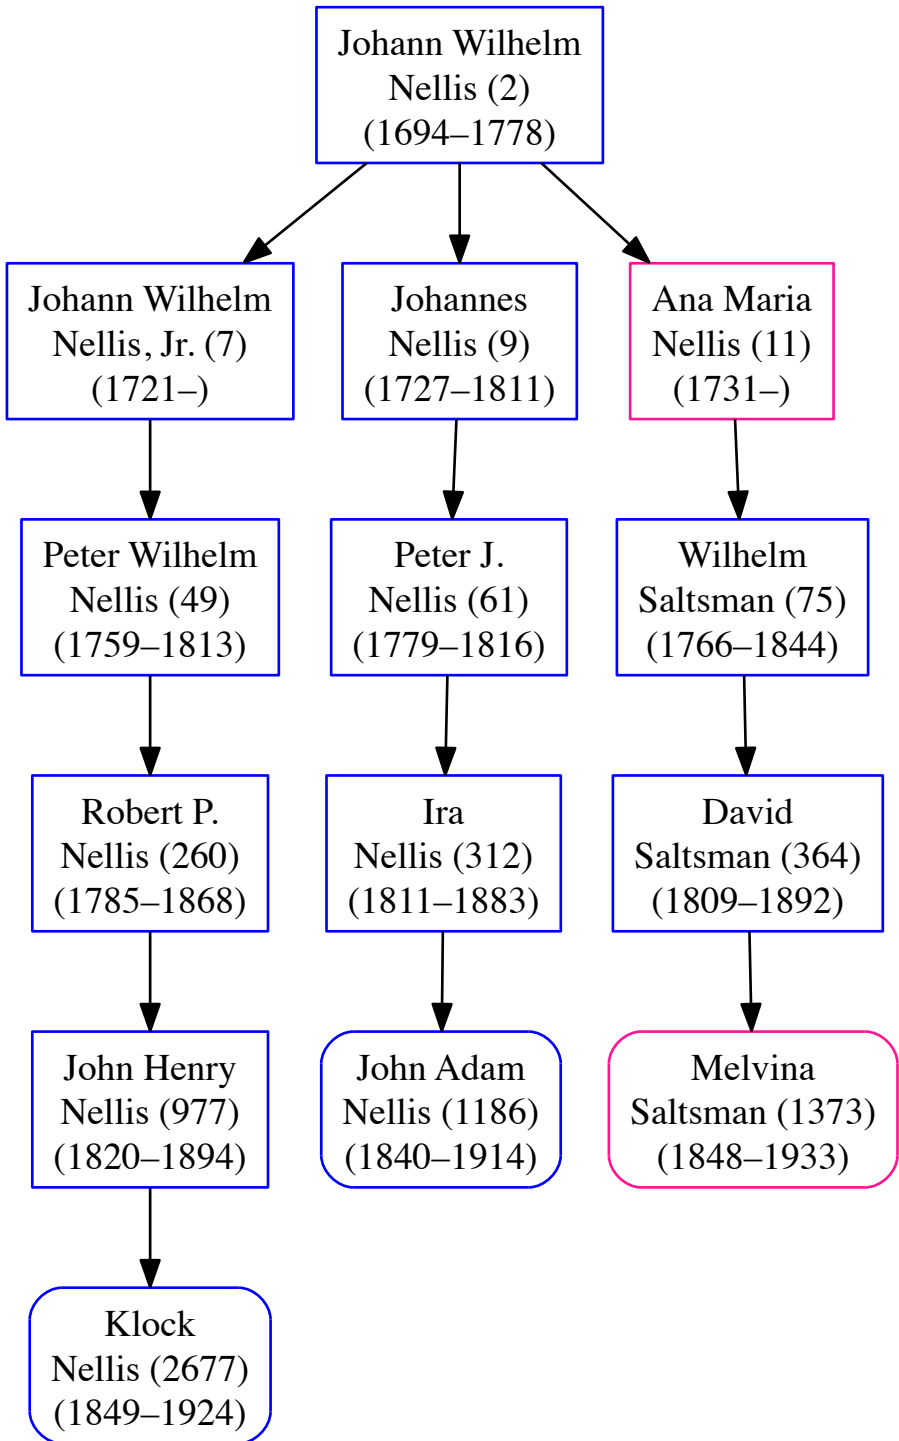 Johann Wilhelm
Nellis (2)
(1694–1778)
Johann Wilhelm
Nellis, Jr. (7)
(1721–)
Johannes
Nellis (9)
(1727–1811)
Ana Maria
Nellis (11)
(1731–)
Peter Wilhelm
Nellis (49)
(1759–1813)
Peter J.
Nellis (61)
(1779–1816)
Wilhelm
Saltsman (75)
(1766–1844)
Robert P.
Nellis (260)
(1785–1868)
Ira
Nellis (312)
(1811–1883)
David
Saltsman (364)
(1809–1892)
John Henry
Nellis (977)
(1820–1894)
John Adam
Nellis (1186)
(1840–1914)
Melvina
Saltsman (1373)
(1848–1933)
Klock
Nellis (2677)
(1849–1924)